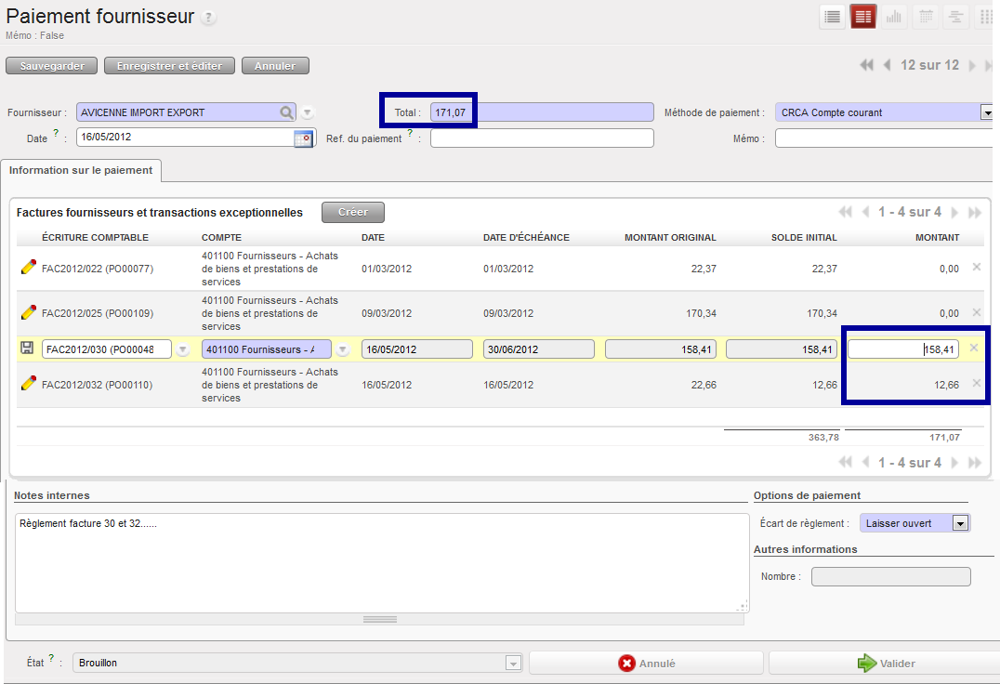 Paiement fournisseur ?
Mémo : False
Sauvegarder Enregistrer et éditer Annuler 12 sur 12
Fournisseur : AVICENNE IMPORT EXPORT Total : 171,07 Méthode de paiement : CRCA Compte courant
Date ? : 16/05/2012 Ref. du paiement ? : Mémo :
Information sur le paiement
Factures fournisseurs et transactions exceptionnelles Créer 1 - 4 sur 4
ÉCRITURE COMPTABLE COMPTE DATE DATE D'ÉCHÉANCE MONTANT ORIGINAL SOLDE INITIAL MONTANT
401100 Fournisseurs - Achats
FAC2012/022 (PO00077) de biens et prestations de 01/03/2012 01/03/2012 22,37 22,37 0,00
services
401100 Fournisseurs - Achats
FAC2012/025 (PO00109) de biens et prestations de 09/03/2012 09/03/2012 170,34 170,34 0,00
services
FAC2012/030 (PO00048 401100 Fournisseurs - A 16/05/2012 30/06/2012 158,41 158,41 158,41
401100 Fournisseurs - Achats
FAC2012/032 (PO00110) de biens et prestations de 16/05/2012 16/05/2012 22,66 12,66 12,66
services
363,78 171,07
1 - 4 sur 4
Notes internes Options de paiement
Règlement facture 30 et 32...... Écart de règlement : Laisser ouvert
Autres informations
Nombre :
État ? : Brouillon Annulé Valider